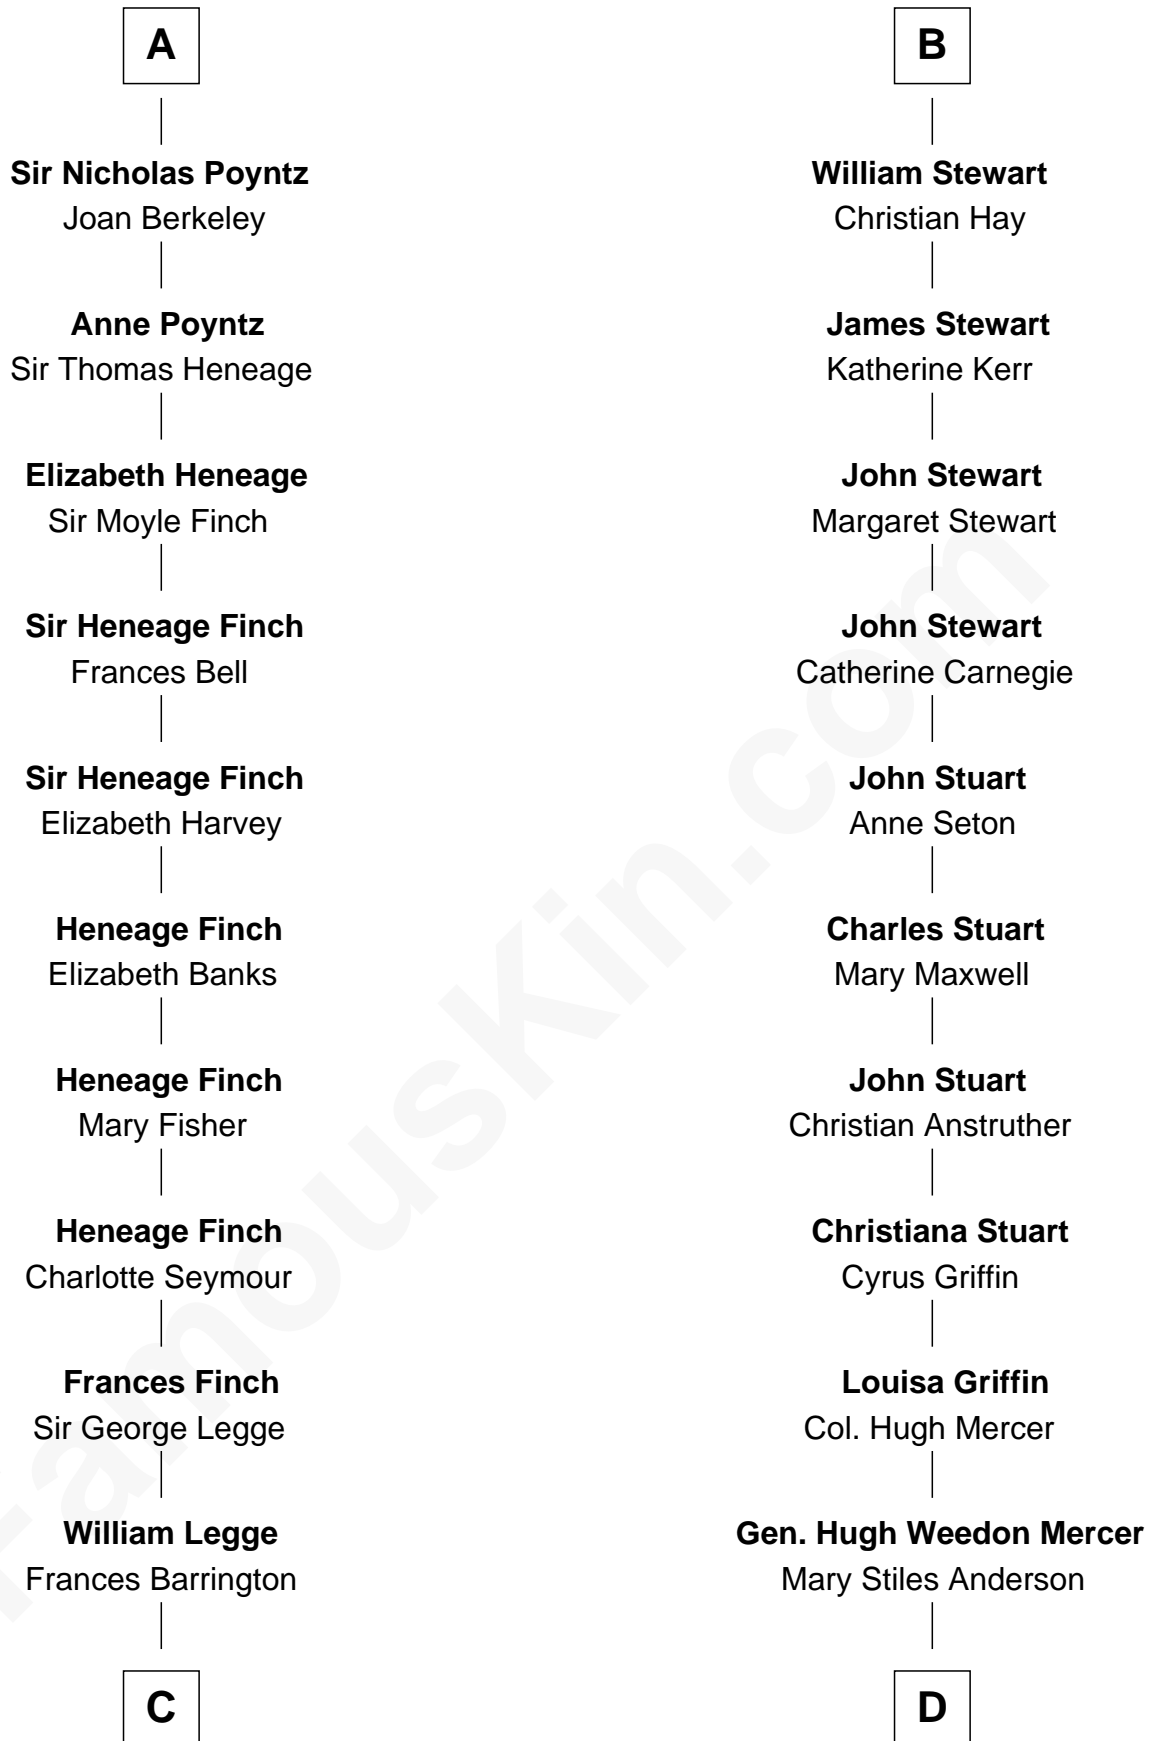 A
Sir Nicholas Poyntz
Joan Berkeley
Anne Poyntz
Sir Thomas Heneage
Elizabeth Heneage
Sir Moyle Finch
Sir Heneage Finch
Frances Bell
Sir Heneage Finch
Elizabeth Harvey
Heneage Finch
Elizabeth Banks
Heneage Finch
Mary Fisher
Heneage Finch
Charlotte Seymour
Frances Finch
Sir George Legge
William Legge
Frances Barrington
C
B
William Stewart
Christian Hay
James Stewart
Katherine Kerr
John Stewart
Margaret Stewart
John Stewart
Catherine Carnegie
John Stuart
Anne Seton
Charles Stuart
Mary Maxwell
John Stuart
Christian Anstruther
Christiana Stuart
Cyrus Griffin
Louisa Griffin
Col. Hugh Mercer
Gen. Hugh Weedon Mercer
Mary Stiles Anderson
D
FamousKin.com